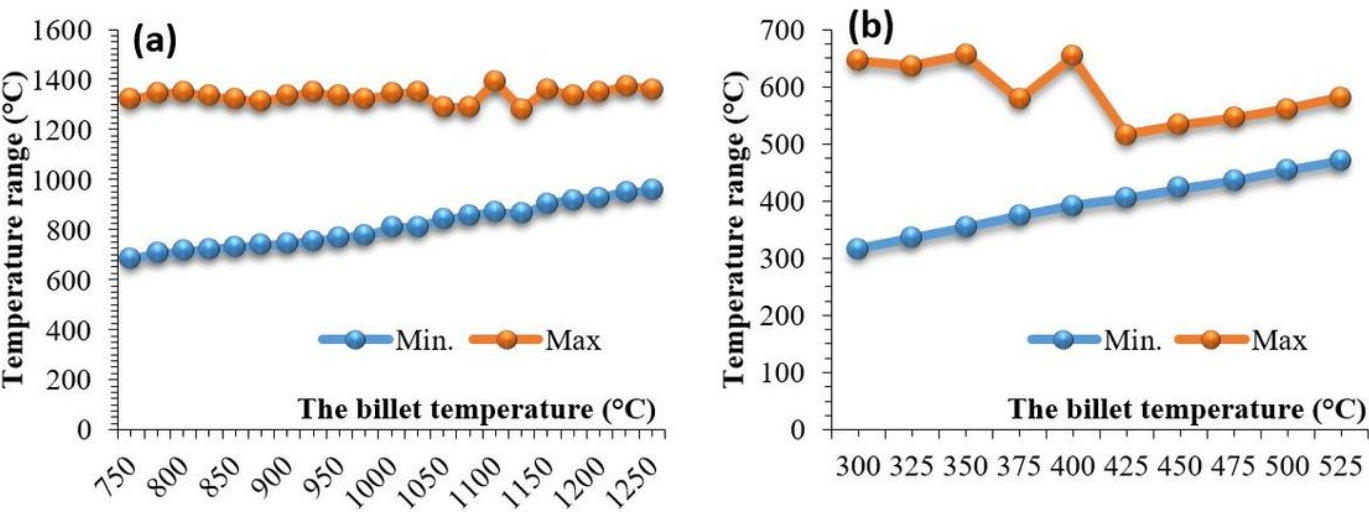 (a)
Temperature range (°C)
1600
1400
1200
1000
800
600
400
200
0
Min. Max
The billet temperature (°C)
750 800 850 900 950 1000 1050 1100 1150 1200 1250
(b)
Temperature range (°C)
700
600
500
400
300
200
100
0
Min. Max
The billet temperature (°C)
300 325 350 375 400 425 450 475 500 525